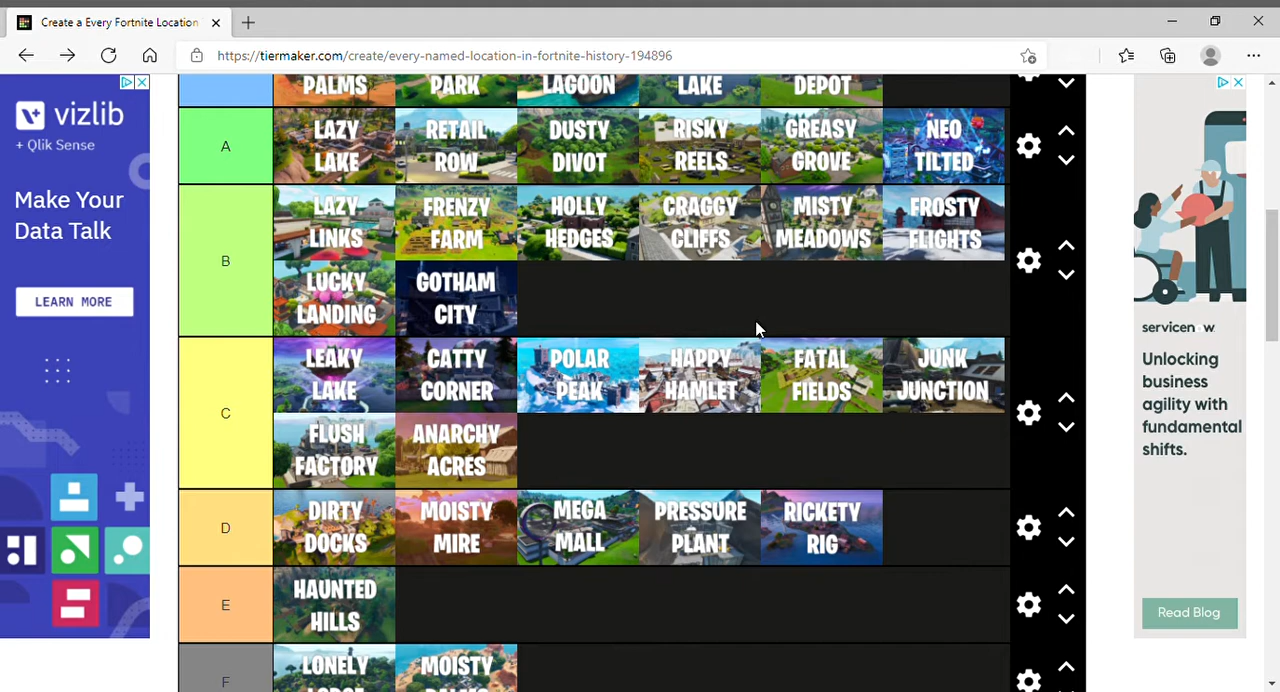 Create a Every Fortnite Location
https://tiermaker.com/create/every-named-location-in-fortnite-history-194896
vizlib
+ Qlik Sense
Make Your
Data Talk
LEARN MORE
PALMS
PARK
LAGOON
LAKE
DEPOT
A
LAZY
LAKE
RETAIL
ROW
DUSTY
DIVOT
RISKY
REELS
GREASY
GROVE
NEO
TILTED
B
LAZY
LINKS
FRENZY
FARM
HOLLY
HEDGES
CRAGGY
CLIFFS
MISTY
MEADOWS
FROSTY
FLIGHTS
LUCKY
LANDING
GOTHAM
CITY
C
LEAKY
LAKE
CATTY
CORNER
POLAR
PEAK
HAPPY
HAMLET
FATAL
FIELDS
JUNK
JUNCTION
FLUSH
FACTORY
ANARCHY
ACRES
D
DIRTY
DOCKS
MOISTY
MIRE
MEGA
MALL
PRESSURE
PLANT
RICKETY
RIG
E
HAUNTED
HILLS
F
LONELY
LODGE
MOISTY
PALMS
servicenow
Unlocking
business
agility with
fundamental
shifts.
Read Blog